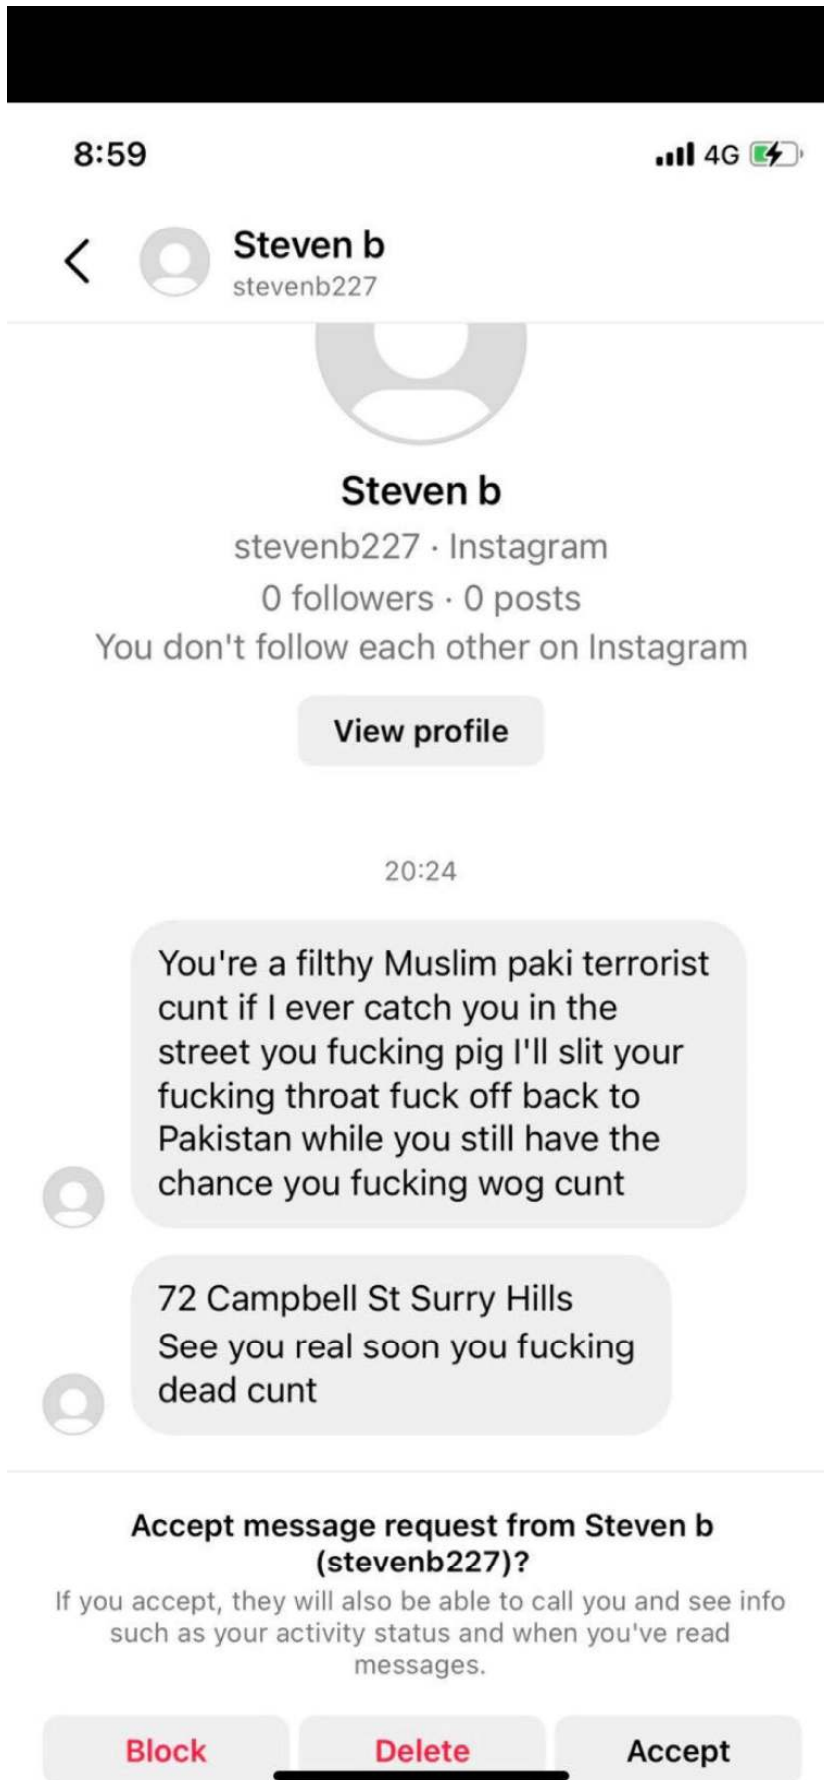 8:59
4G
Steven b
stevenb227
Steven b
stevenb227 · Instagram
0 followers · 0 posts
You don't follow each other on Instagram
View profile
20:24
You're a filthy Muslim paki terrorist
cunt if I ever catch you in the
street you fucking pig I'll slit your
fucking throat fuck off back to
Pakistan while you still have the
chance you fucking wog cunt
72 Campbell St Surry Hills
See you real soon you fucking
dead cunt
Accept message request from Steven b
(stevenb227)?
If you accept, they will also be able to call you and see info
such as your activity status and when you've read
messages.
Block
Delete
Accept